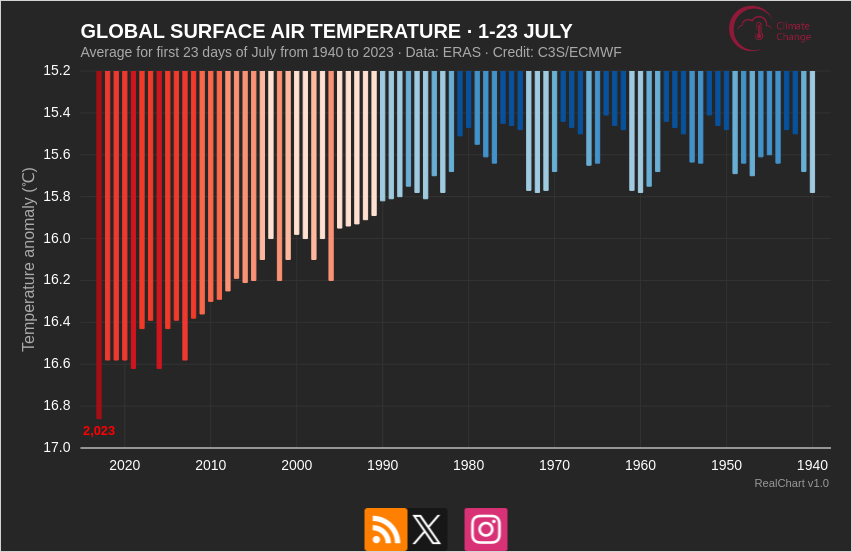 GLOBAL SURFACE AIR TEMPERATURE · 1-23 JULY
Average for first 23 days of July from 1940 to 2023 · Data: ERAS · Credit: C3S/ECMWF
Climate
Change
Temperature anomaly (℃)
15.2
15.4
15.6
15.8
16.0
16.2
16.4
16.6
16.8
17.0
2,023
2020 2010 2000 1990 1980 1970 1960 1950 1940
RealChart v1.0